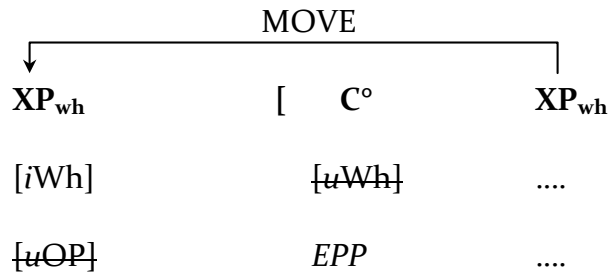 MOVE
XPwh [ C° XPwh
[iWh] [uWh] ....
[uOP] EPP ....